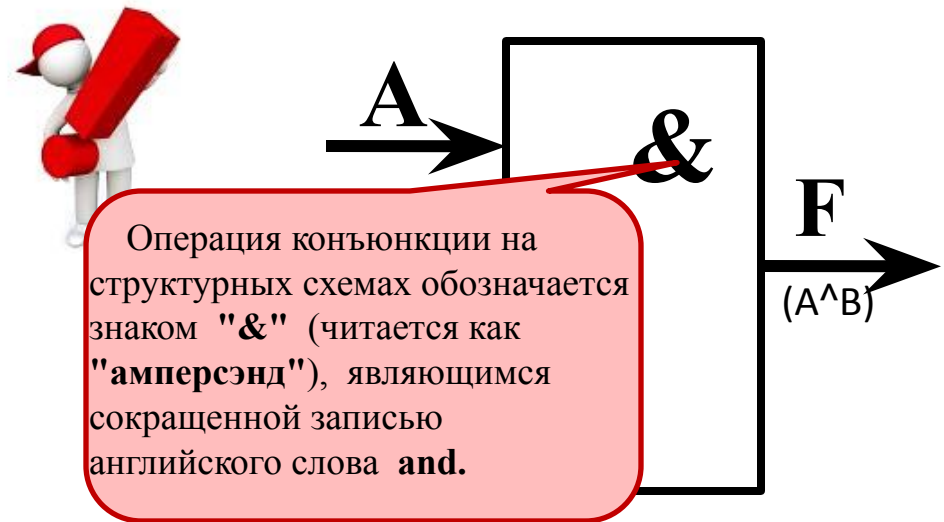 A
&
F
(A^B)
Операция конъюнкции на
структурных схемах обозначается
знаком "&" (читается как
"амперсэнд"), являющимся
сокращенной записью
английского слова and.